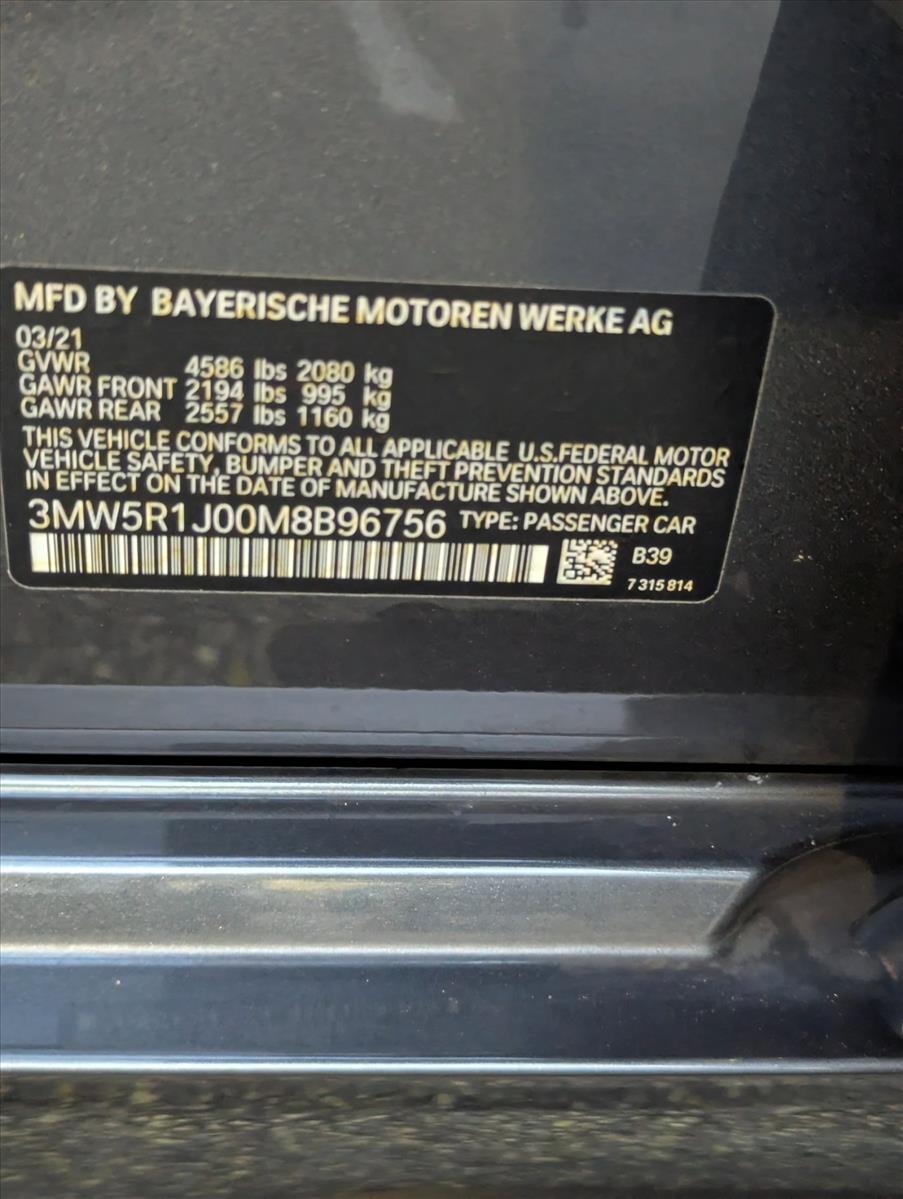 MFD BY BAYERISCHE MOTOREN WERKE AG
03/21
GVWR 4586 lbs 2080 kg
GAWR FRONT 2194 lbs 995 kg
GAWR REAR 2557 lbs 1160 kg
THIS VEHICLE CONFORMS TO ALL APPLICABLE U.S.FEDERAL MOTOR
VEHICLE SAFETY, BUMPER AND THEFT PREVENTION STANDARDS
IN EFFECT ON THE DATE OF MANUFACTURE SHOWN ABOVE.
3MW5R1J00M8B96756 TYPE: PASSENGER CAR
B39
7 315 814